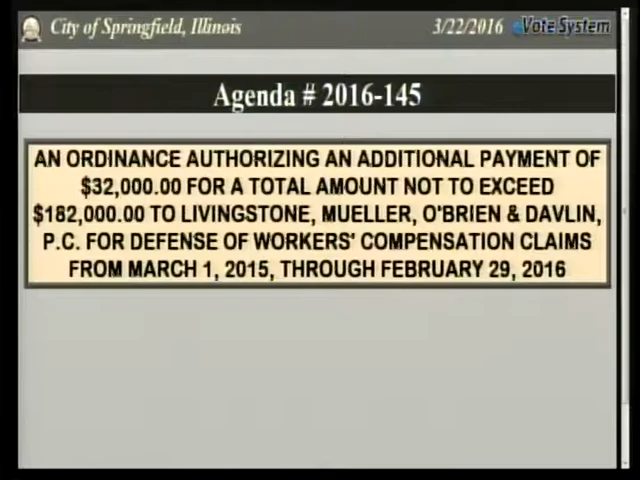 City of Springfield, Illinois 3/22/2016 eVote System
Agenda # 2016-145
AN ORDINANCE AUTHORIZING AN ADDITIONAL PAYMENT OF
$32,000.00 FOR A TOTAL AMOUNT NOT TO EXCEED
$182,000.00 TO LIVINGSTONE, MUELLER, O'BRIEN & DAVLIN,
P.C. FOR DEFENSE OF WORKERS' COMPENSATION CLAIMS
FROM MARCH 1, 2015, THROUGH FEBRUARY 29, 2016